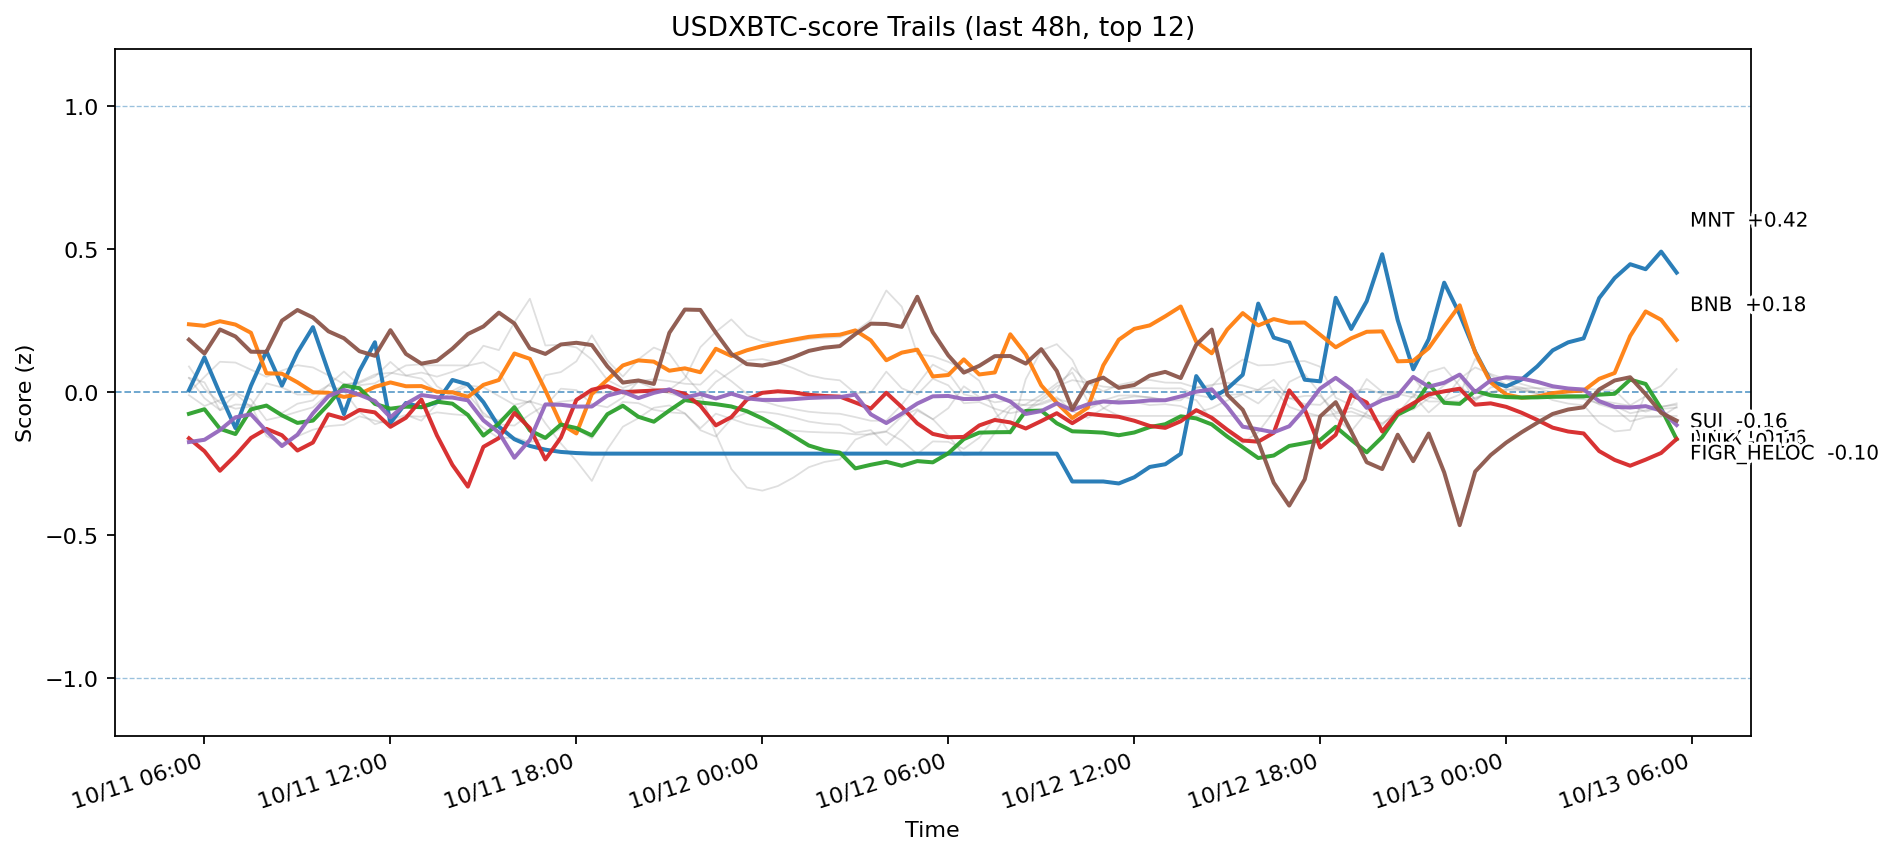 USDXBTC-score Trails (last 48h, top 12)
Score (z)
1.0
0.5
0.0
−0.5
−1.0
MNT +0.42
BNB +0.18
SUI -0.16
FIGR_HELOC -0.10
10/11 06:00
10/11 12:00
10/11 18:00
10/12 00:00
10/12 06:00
10/12 12:00
10/12 18:00
10/13 00:00
10/13 06:00
Time